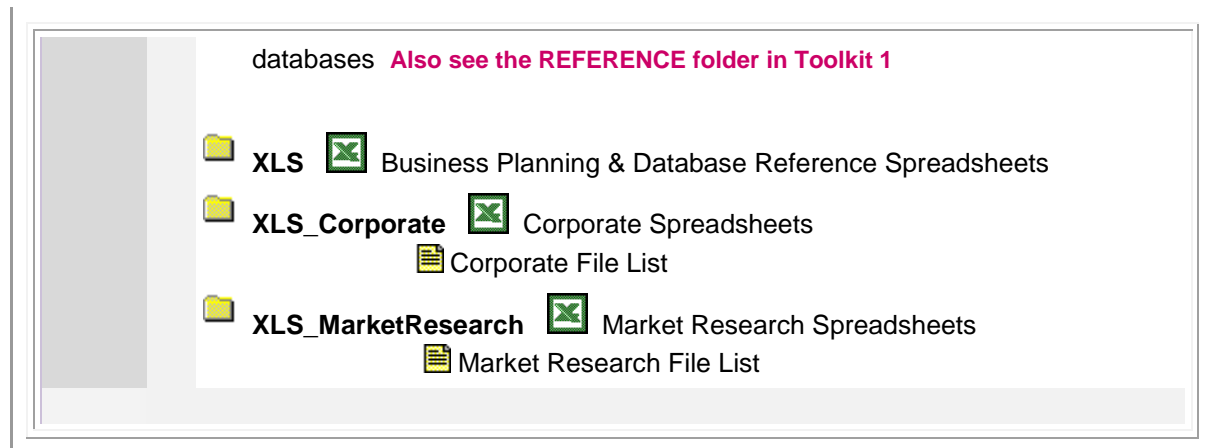 databases Also see the REFERENCE folder in Toolkit 1
XLS Business Planning & Database Reference Spreadsheets
XLS_Corporate Corporate Spreadsheets
Corporate File List
XLS_MarketResearch Market Research Spreadsheets
Market Research File List